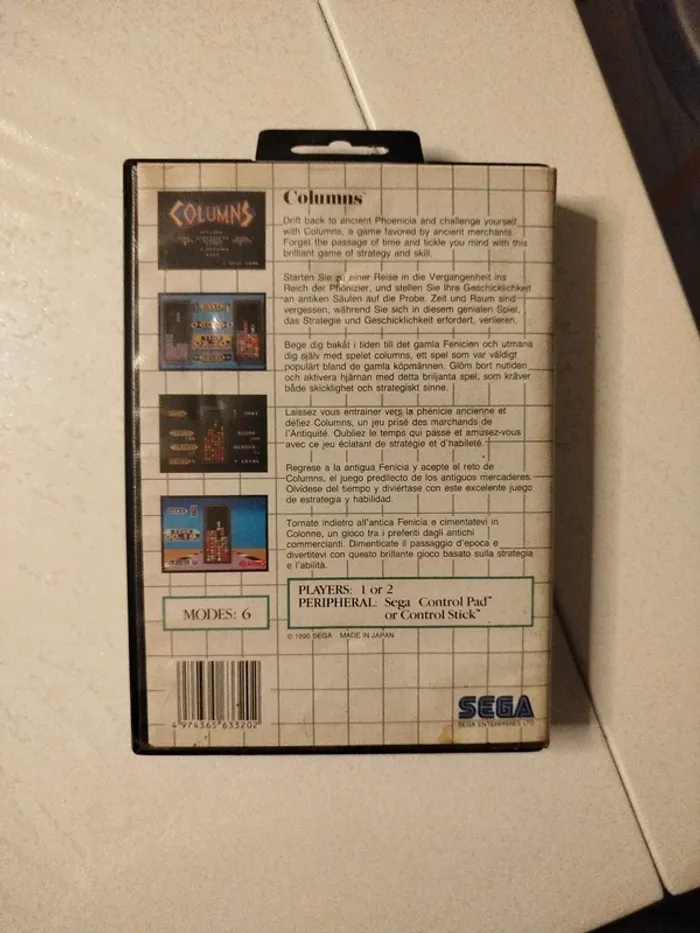 COLUMNS
Columns™
Drift back to ancient Phoenicia and challenge yourself
with Columns, a game favored by ancient merchants.
Forget the passage of time and tickle you mind with this
brilliant game of strategy and skill.
Starten Sie zu einer Reise in die Vergangenheit ins
Reich der Phönizier, und stellen Sie Ihre Geschicklichkeit
an antiken Säulen auf die Probe. Zeit und Raum sind
vergessen, während Sie sich in diesem genialen Spiel,
das Strategie und Geschicklichkeit erfordert, verlieren.
Bege dig bakåt i tiden till det gamla Fenicien och utmana
dig själv med spelet columns, ett spel som var väldigt
populärt bland de gamla köpmännen. Glöm bort nutiden
och aktivera hjärnan med detta briljanta spel, som kräver
både skicklighet och strategiskt sinne.
Laissez vous entrainer vers la phénicie ancienne et
défiez Columns, un jeu prisé des marchands de
l'Antiquité. Oubliez le temps qui passe et amusez-vous
avec ce jeu éclatant de stratégie et d'habileté.
Regrese a la antigua Fenicia y acepte el reto de
Columns, el juego predilecto de los antiguos mercaderes.
Olvídese del tiempo y diviértase con este excelente juego
de estrategia y habilidad.
Tornate indietro all'antica Fenicia e cimentatevi in
Colonne, un gioco tra i preferiti dagli antichi
commercianti. Dimenticate il passaggio d'epoca e
divertitevi con questo brillante gioco basato sulla strategia
e l'abilità.
MODES: 6
PLAYERS: 1 or 2
PERIPHERAL: Sega Control Pad™
or Control Stick™
© 1990 SEGA MADE IN JAPAN
4 974365 633202
SEGA
SEGA ENTERPRISES LTD.